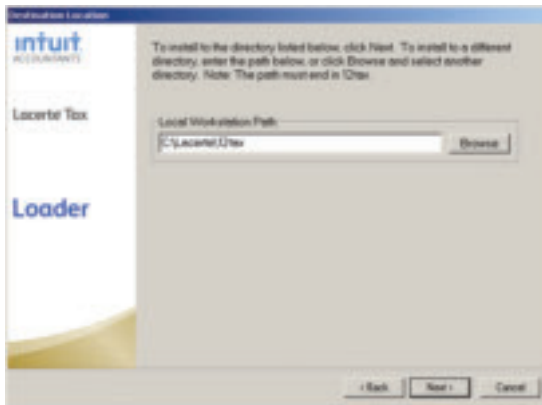 Destination Location
intuit
ACCOUNTANTS
Lacerte Tax
Loader
To install to the directory listed below, click Next. To install to a different
directory, enter the path below, or click Browse and select another
directory. Note: The path must end in 12tax
Local Workstation Path
C:\Lacerte\12tax
Browse
< Back
Next >
Cancel